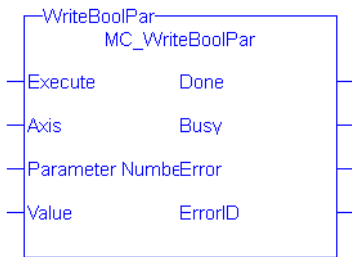 WriteBoolPar
MC_WriteBoolPar
Execute Done
Axis Busy
Parameter NumbeError
Value ErrorID